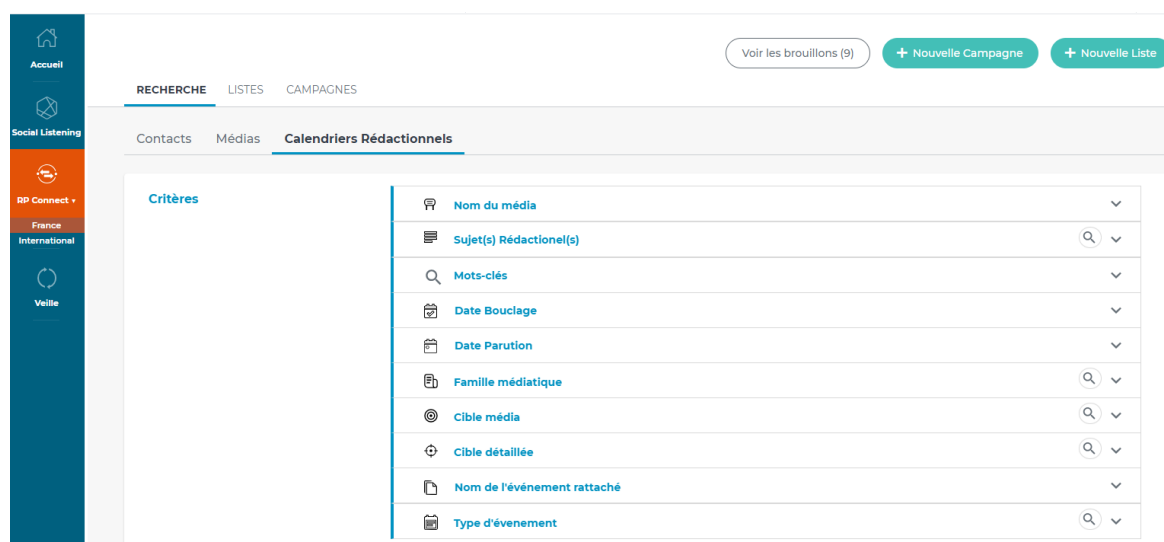 Accueil
Social Listening
RP Connect ▾
France
International
Veille
Voir les brouillons (9)
+ Nouvelle Campagne
+ Nouvelle Liste
RECHERCHE LISTES CAMPAGNES
Contacts Médias Calendriers Rédactionnels
Critères
Nom du média
Sujet(s) Rédactionel(s)
Mots-clés
Date Bouclage
Date Parution
Famille médiatique
Cible média
Cible détaillée
Nom de l'événement rattaché
Type d'évenement